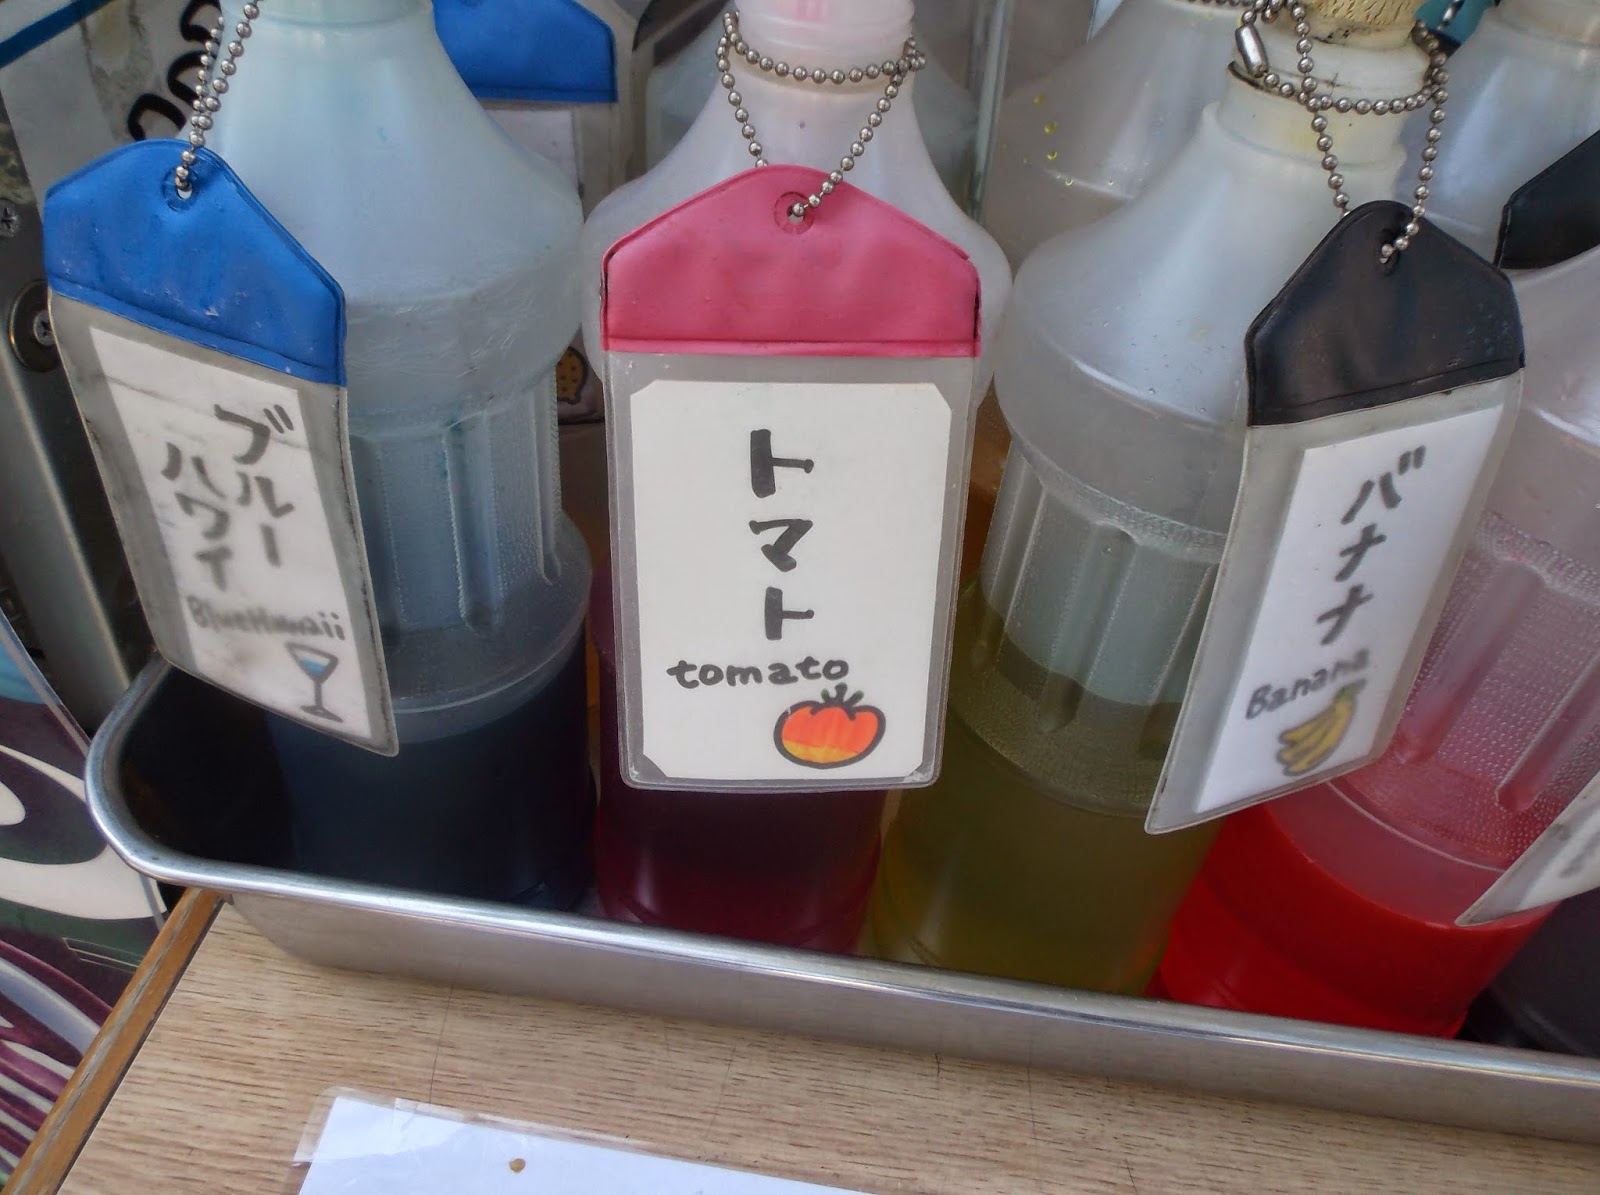 ブルー
ハワイ
BlueHawaii
トマト
tomato
バナナ
Banana